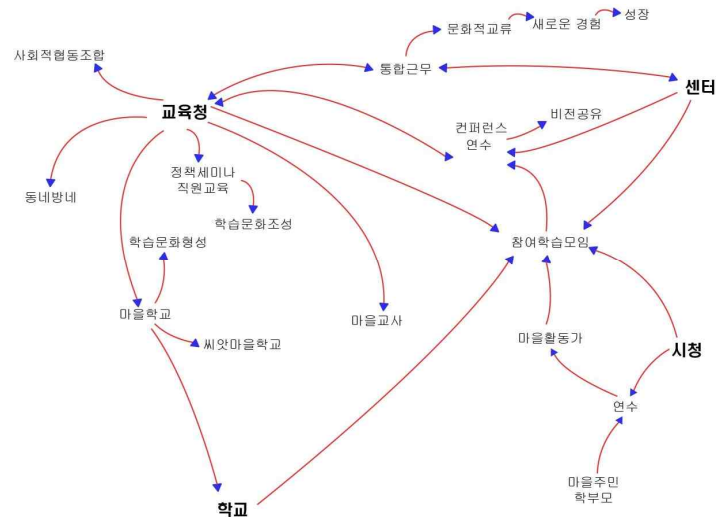 성장
새로운 경험
문화적교류
사회적협동조합
통합근무
센터
교육청
비전공유
컨퍼런스
연수
정책세미나
직원교육
동네방네
학습문화조성
학습문화형성
참여학습모임
마을학교
마을교사
마을활동가
씨앗마을학교
시청
연수
마을주민
학부모
학교